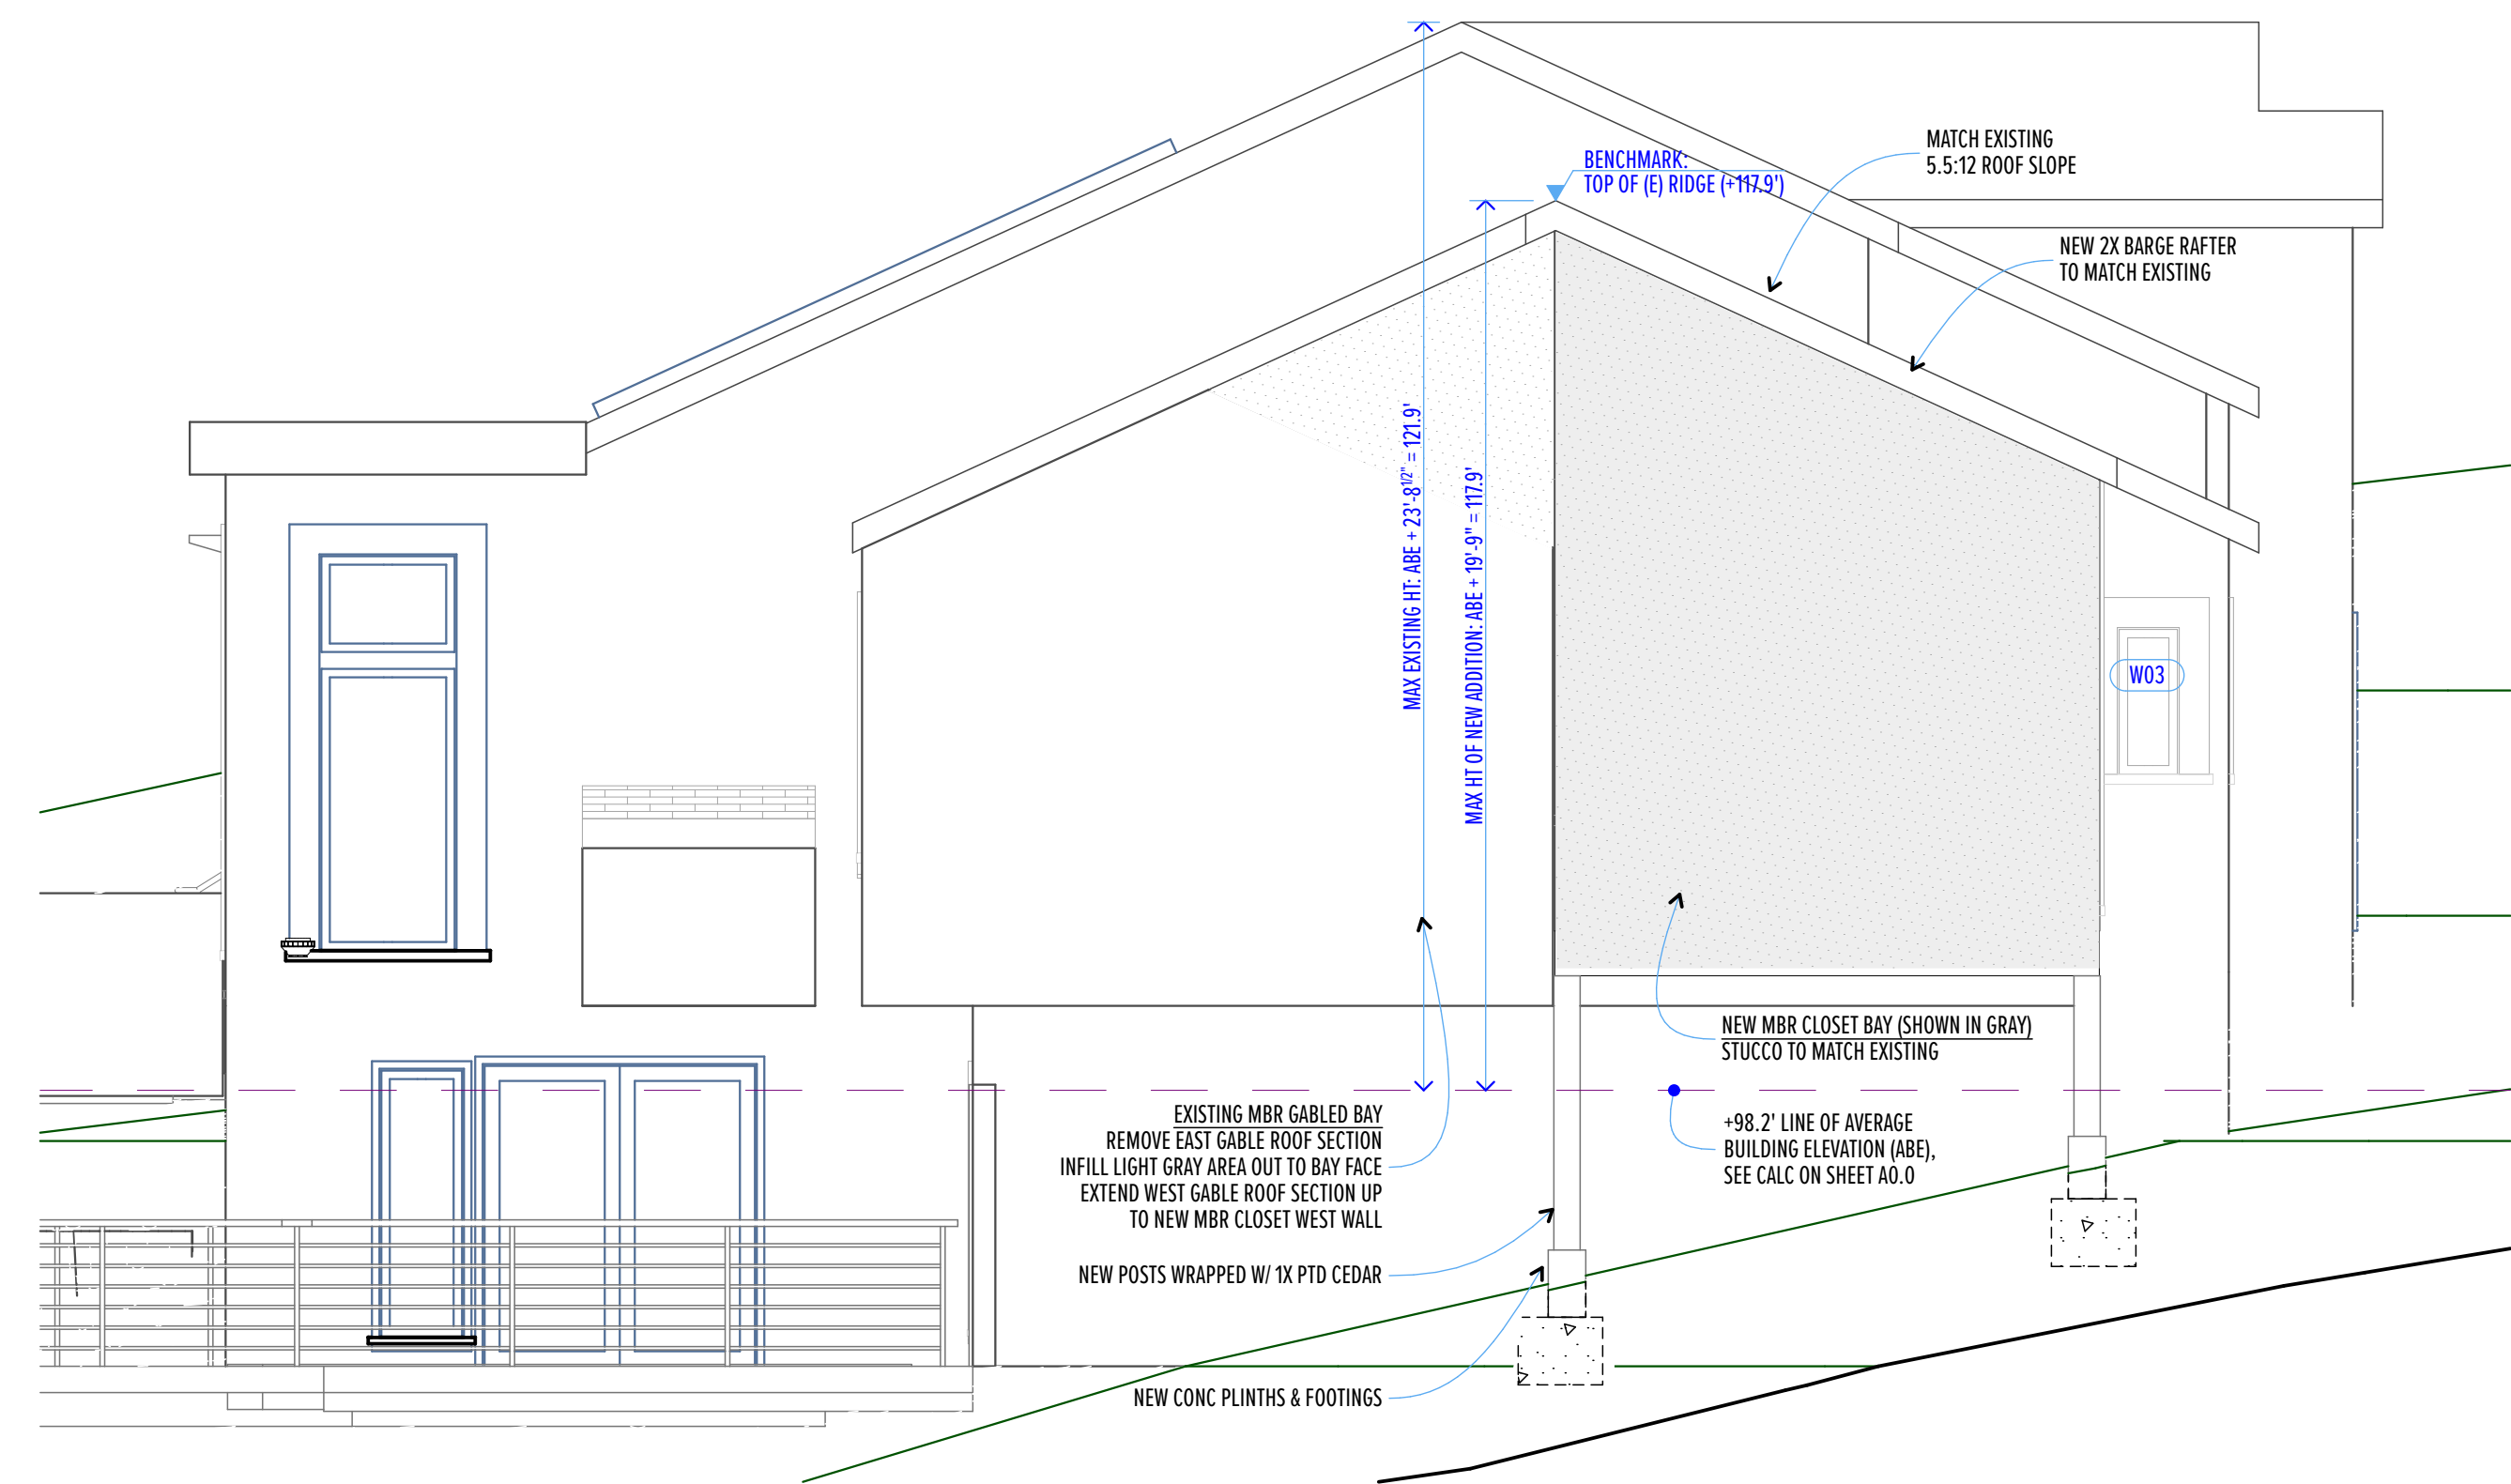 MATCH EXISTING
5.5:12 ROOF SLOPE
BENCHMARK:
TOP OF (E) RIDGE (+117.9')
NEW 2X BARGE RAFTER
TO MATCH EXISTING
MAX EXISTING HT: ABE + 23'-8 1/2" = 121.9'
MAX HT OF NEW ADDITION: ABE + 19'-9" = 117.9'
W03
NEW MBR CLOSET BAY (SHOWN IN GRAY)
STUCCO TO MATCH EXISTING
EXISTING MBR GABLED BAY
REMOVE EAST GABLE ROOF SECTION
INFILL LIGHT GRAY AREA OUT TO BAY FACE
EXTEND WEST GABLE ROOF SECTION UP
TO NEW MBR CLOSET WEST WALL
+98.2' LINE OF AVERAGE
BUILDING ELEVATION (ABE),
SEE CALC ON SHEET A0.0
NEW POSTS WRAPPED W/ 1X PTD CEDAR
NEW CONC PLINTHS & FOOTINGS